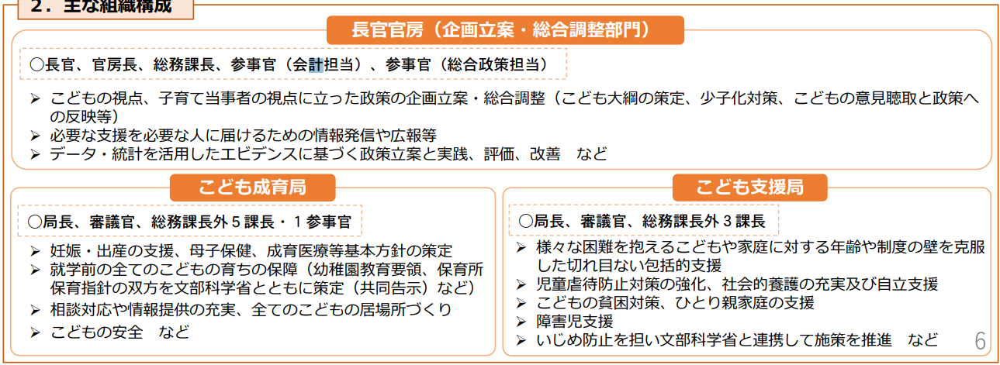 2．主な組織構成
長官官房（企画立案・総合調整部門）
○長官、官房長、総務課長、参事官（会計担当）、参事官（総合政策担当）
➢ こどもの視点、子育て当事者の視点に立った政策の企画立案・総合調整（こども大綱の策定、少子化対策、こどもの意見聴取と政策へ
の反映等）
➢ 必要な支援を必要な人に届けるための情報発信や広報等
➢ データ・統計を活用したエビデンスに基づく政策立案と実践、評価、改善　など
こども成育局
○局長、審議官、総務課長外５課長・１参事官
➢ 妊娠・出産の支援、母子保健、成育医療等基本方針の策定
➢ 就学前の全てのこどもの育ちの保障（幼稚園教育要領、保育所
保育指針の双方を文部科学省とともに策定（共同告示）など）
➢ 相談対応や情報提供の充実、全てのこどもの居場所づくり
➢ こどもの安全　など
こども支援局
○局長、審議官、総務課長外３課長
➢ 様々な困難を抱えるこどもや家庭に対する年齢や制度の壁を克服
した切れ目ない包括的支援
➢ 児童虐待防止対策の強化、社会的養護の充実及び自立支援
➢ こどもの貧困対策、ひとり親家庭の支援
➢ 障害児支援
➢ いじめ防止を担い文部科学省と連携して施策を推進　など
6